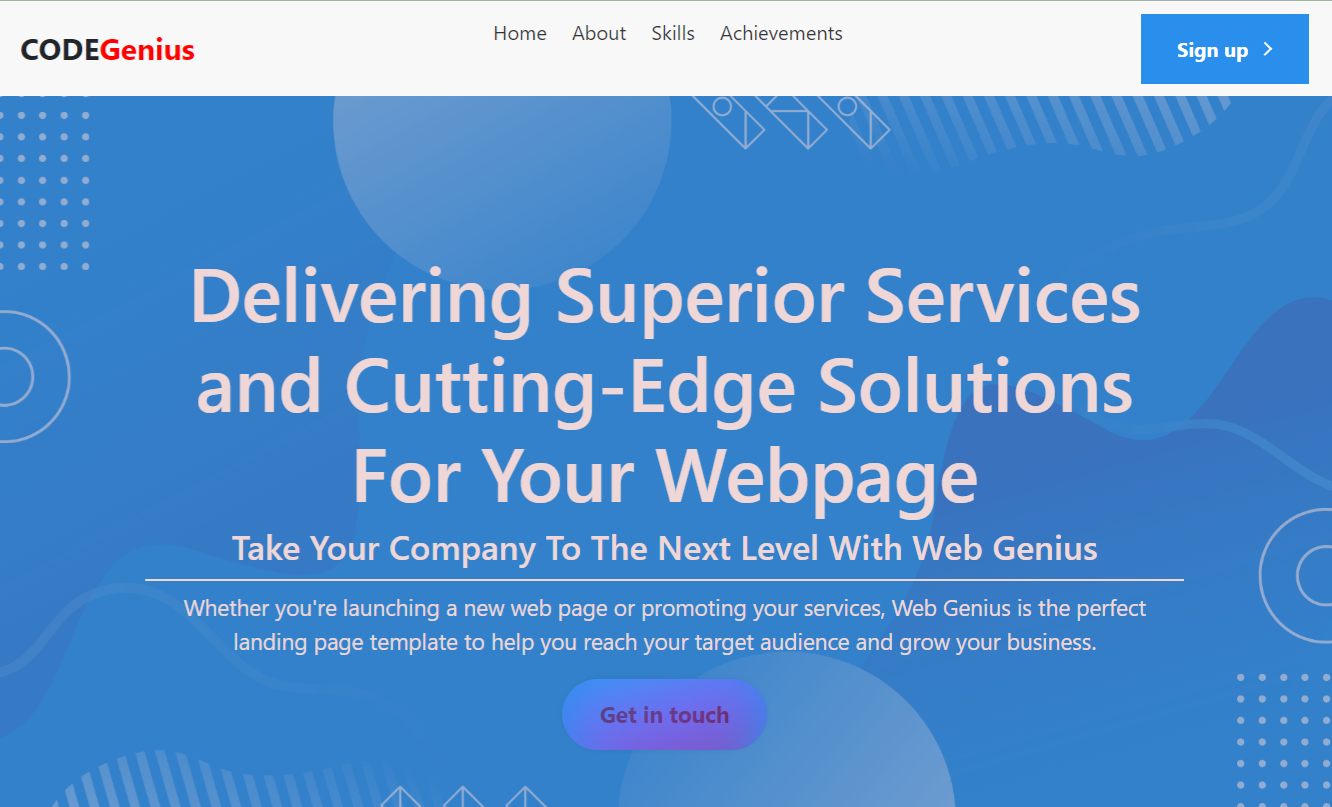 CODEGenius
Home About Skills Achievements
Sign up
Delivering Superior Services
and Cutting-Edge Solutions
For Your Webpage
Take Your Company To The Next Level With Web Genius
Whether you're launching a new web page or promoting your services, Web Genius is the perfect
landing page template to help you reach your target audience and grow your business.
Get in touch